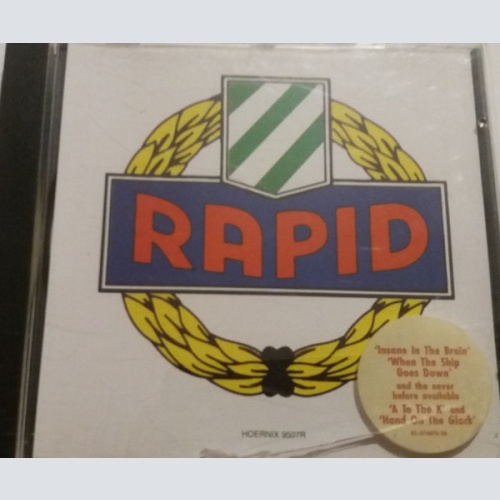 RAPID
'Insane In The Brain'
'When The Ship
Goes Down'
and the never
before available
'A To The K' and
'Hand On The Glock'
HOERNIX 9507R